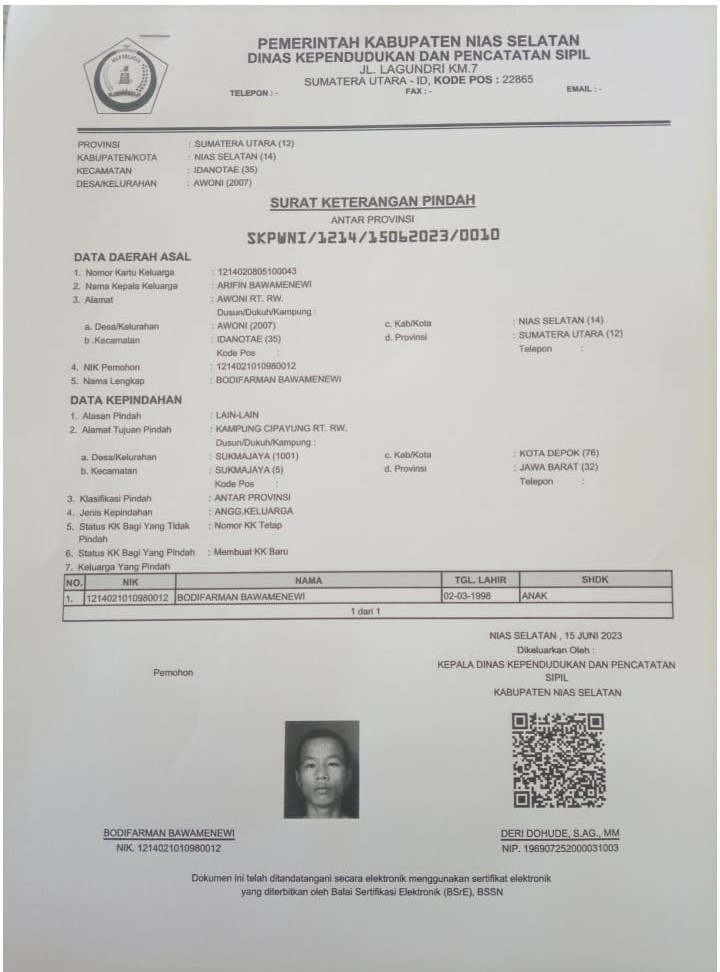 NIAS SELATAN
PEMERINTAH KABUPATEN NIAS SELATAN
DINAS KEPENDUDUKAN DAN PENCATATAN SIPIL
JL. LAGUNDRI KM.7
SUMATERA UTARA - ID, KODE POS : 22865
TELEPON : - FAX : - EMAIL : -
PROVINSI : SUMATERA UTARA (12)
KABUPATEN/KOTA : NIAS SELATAN (14)
KECAMATAN : IDANOTAE (35)
DESA/KELURAHAN : AWONI (2007)
SURAT KETERANGAN PINDAH
ANTAR PROVINSI
SKPWNI/1214/15062023/0010
DATA DAERAH ASAL
1. Nomor Kartu Keluarga : 1214020805100043
2. Nama Kepala Keluarga : ARIFIN BAWAMENEWI
3. Alamat : AWONI RT. RW.
Dusun/Dukuh/Kampung :
a. Desa/Kelurahan : AWONI (2007) c. Kab/Kota : NIAS SELATAN (14)
b .Kecamatan : IDANOTAE (35) d. Provinsi : SUMATERA UTARA (12)
Kode Pos : Telepon :
4. NIK Pemohon : 1214021010980012
5. Nama Lengkap : BODIFARMAN BAWAMENEWI
DATA KEPINDAHAN
1. Alasan Pindah : LAIN-LAIN
2. Alamat Tujuan Pindah : KAMPUNG CIPAYUNG RT. RW.
Dusun/Dukuh/Kampung :
a. Desa/Kelurahan : SUKMAJAYA (1001) c. Kab/Kota : KOTA DEPOK (76)
b. Kecamatan : SUKMAJAYA (5) d. Provinsi : JAWA BARAT (32)
Kode Pos : Telepon :
3. Klasifikasi Pindah : ANTAR PROVINSI
4. Jenis Kepindahan : ANGG.KELUARGA
5. Status KK Bagi Yang Tidak : Nomor KK Tetap
Pindah
6. Status KK Bagi Yang Pindah : Membuat KK Baru
7. Keluarga Yang Pindah
NO. NIK NAMA TGL. LAHIR SHDK
1. 1214021010980012 BODIFARMAN BAWAMENEWI 02-03-1998 ANAK
1 dari 1
NIAS SELATAN , 15 JUNI 2023
Dikeluarkan Oleh :
KEPALA DINAS KEPENDUDUKAN DAN PENCATATAN
SIPIL
KABUPATEN NIAS SELATAN
Pemohon
BODIFARMAN BAWAMENEWI
NIK. 1214021010980012
DERI DOHUDE, S.AG., MM
NIP. 196907252000031003
Dokumen ini telah ditandatangani secara elektronik menggunakan sertifikat elektronik
yang diterbitkan oleh Balai Sertifikasi Elektronik (BSrE), BSSN